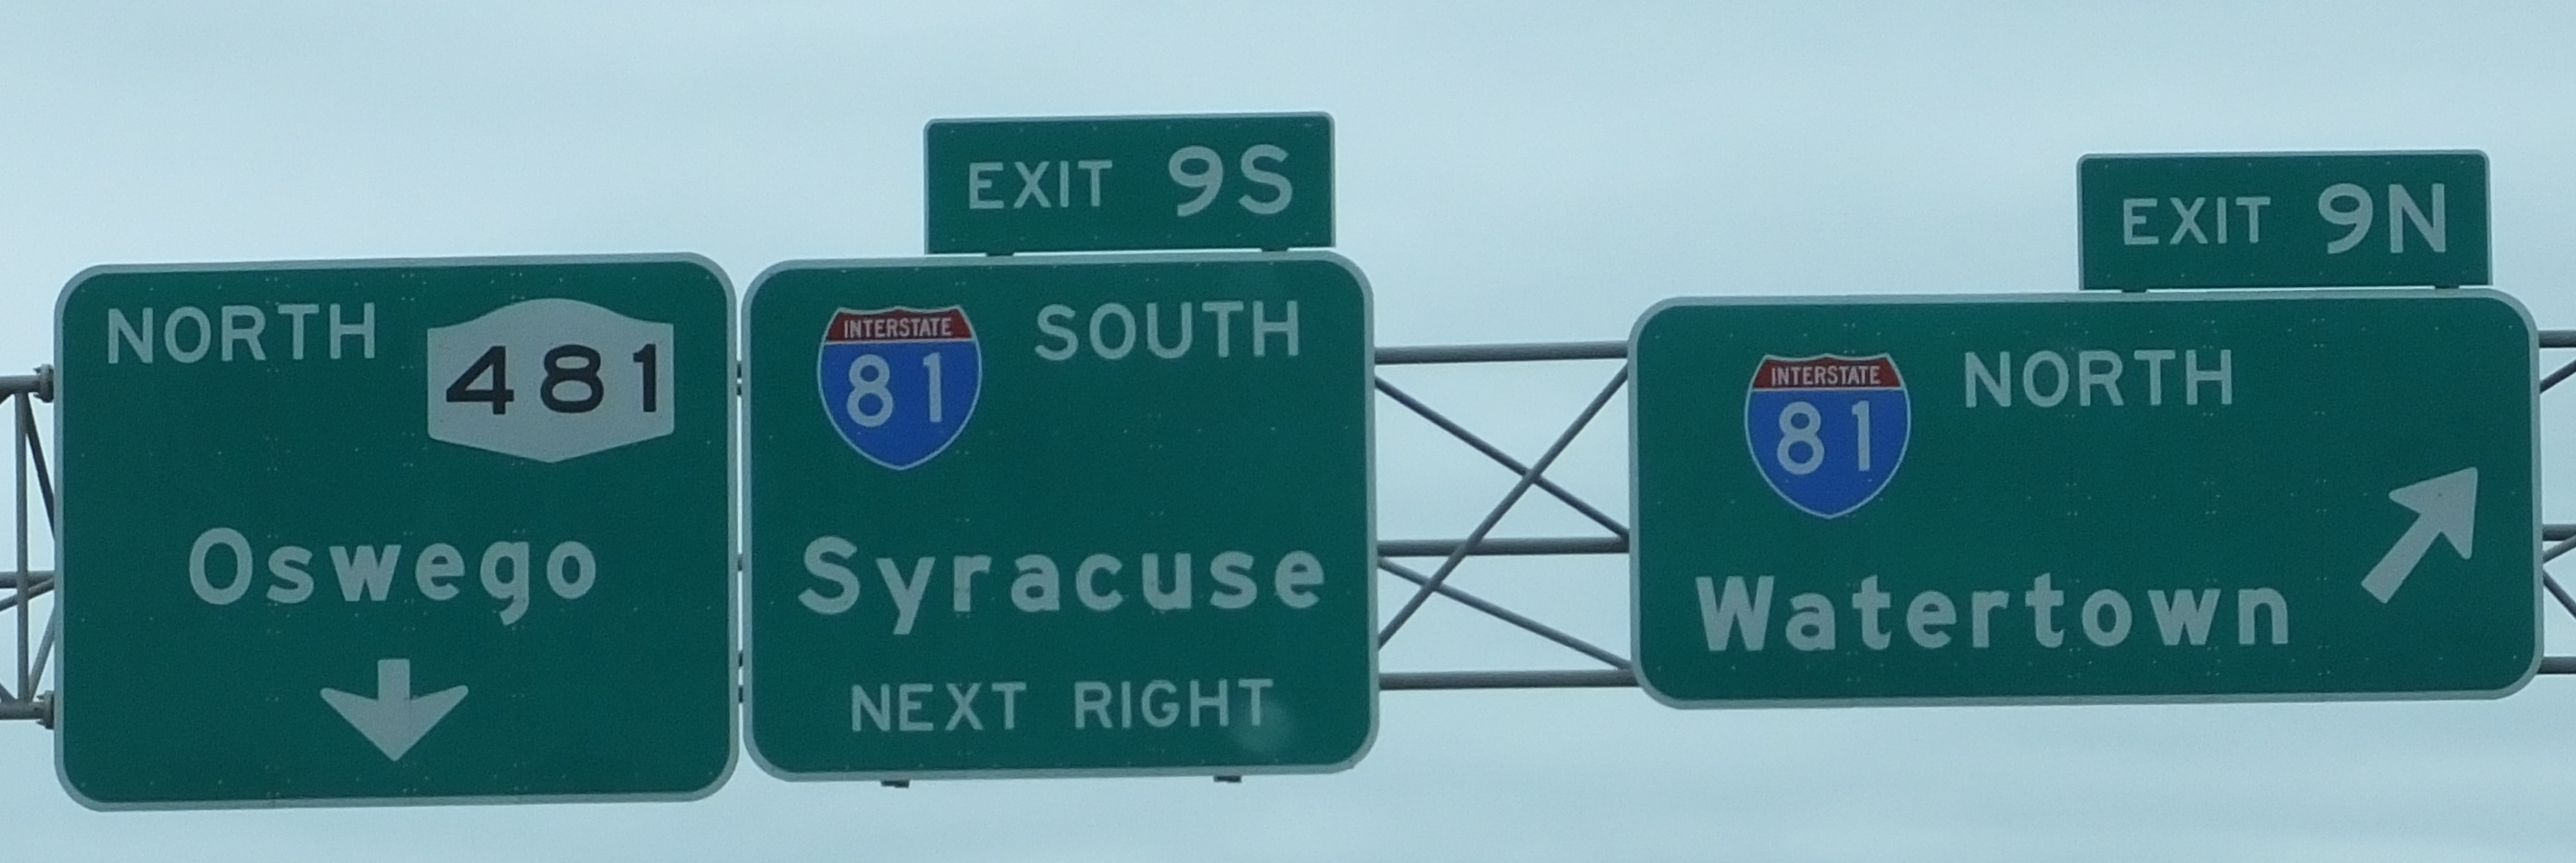 NORTH 481
Oswego
EXIT 9S
INTERSTATE 81 SOUTH
Syracuse
NEXT RIGHT
EXIT 9N
INTERSTATE 81 NORTH
Watertown